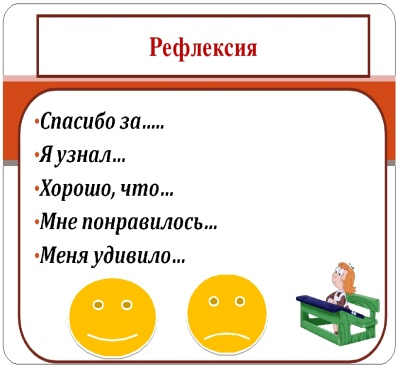 Рефлексия
•Спасибо за.....
•Я узнал...
•Хорошо, что...
•Мне понравилось...
•Меня удивило...